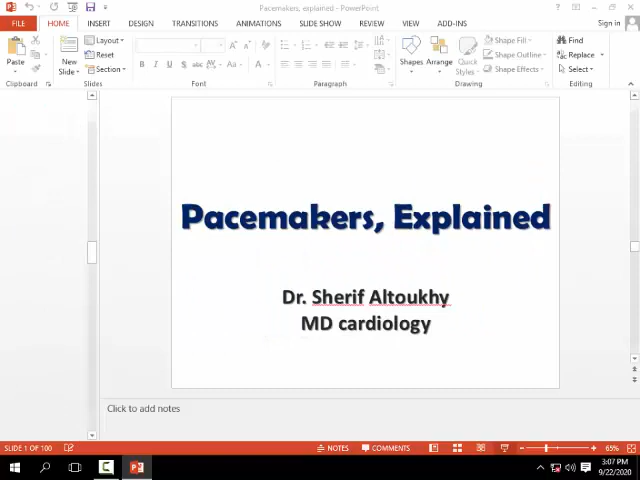 Pacemakers, explained - PowerPoint
FILE HOME INSERT DESIGN TRANSITIONS ANIMATIONS SLIDE SHOW REVIEW VIEW ADD-INS Sign in
Paste
Clipboard
New Slide
Layout
Reset
Section
Slides
B I U S abc AV Aa A
Font
Paragraph
Shapes Arrange Quick Styles
Shape Fill
Shape Outline
Shape Effects
Drawing
Find
Replace
Select
Editing
Pacemakers, Explained
Dr. Sherif Altoukhy
MD cardiology
Click to add notes
SLIDE 1 OF 100 NOTES COMMENTS 65%
3:07 PM
9/22/2020